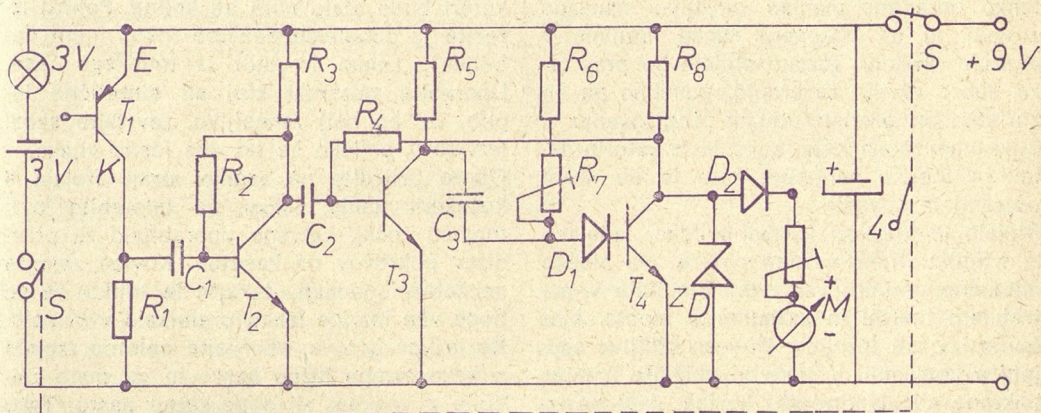 3V E R3 R5 R6 R8 S + 9V
T1 R4
3V K R2 D2 +
R7
C2 C3 4
C1 D1
'S R1 T2 T3 T4 Z D + M